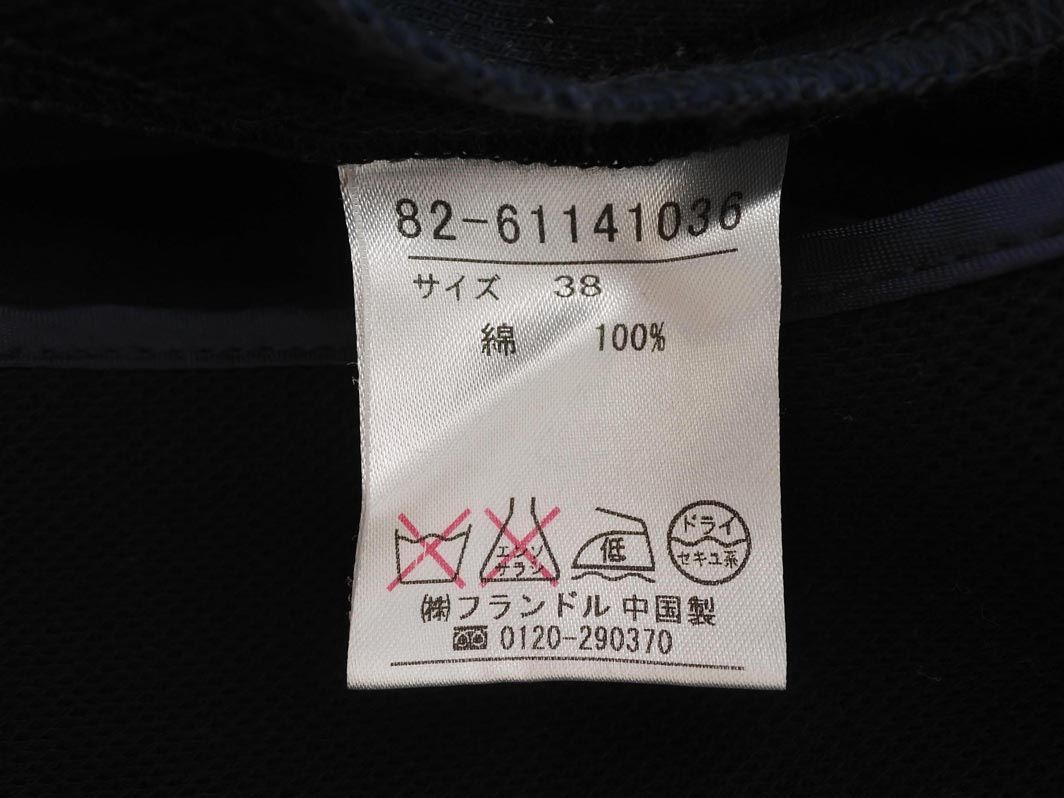 82-61141036
サイズ 38
綿 100%
エンソ
サラシ
低
ドライ
セキユ系
㈱フランドル 中国製
0120-290370